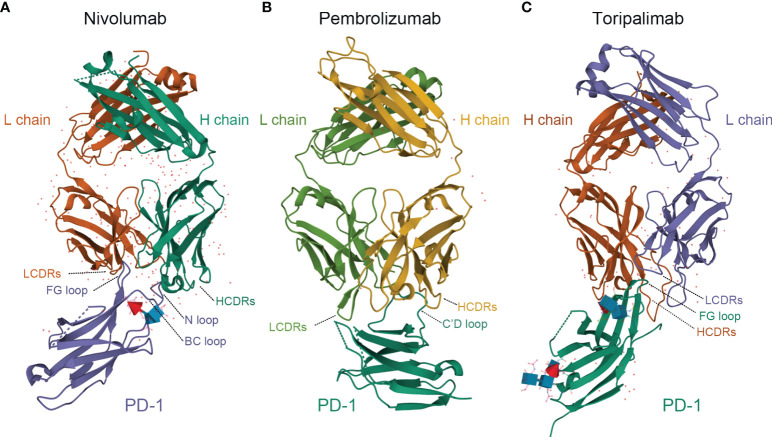 A
Nivolumab
L chain
H chain
LCDRs
FG loop
HCDRs
N loop
BC loop
PD-1
B
Pembrolizumab
L chain
H chain
LCDRs
HCDRs
C'D loop
PD-1
C
Toripalimab
H chain
L chain
LCDRs
FG loop
HCDRs
PD-1